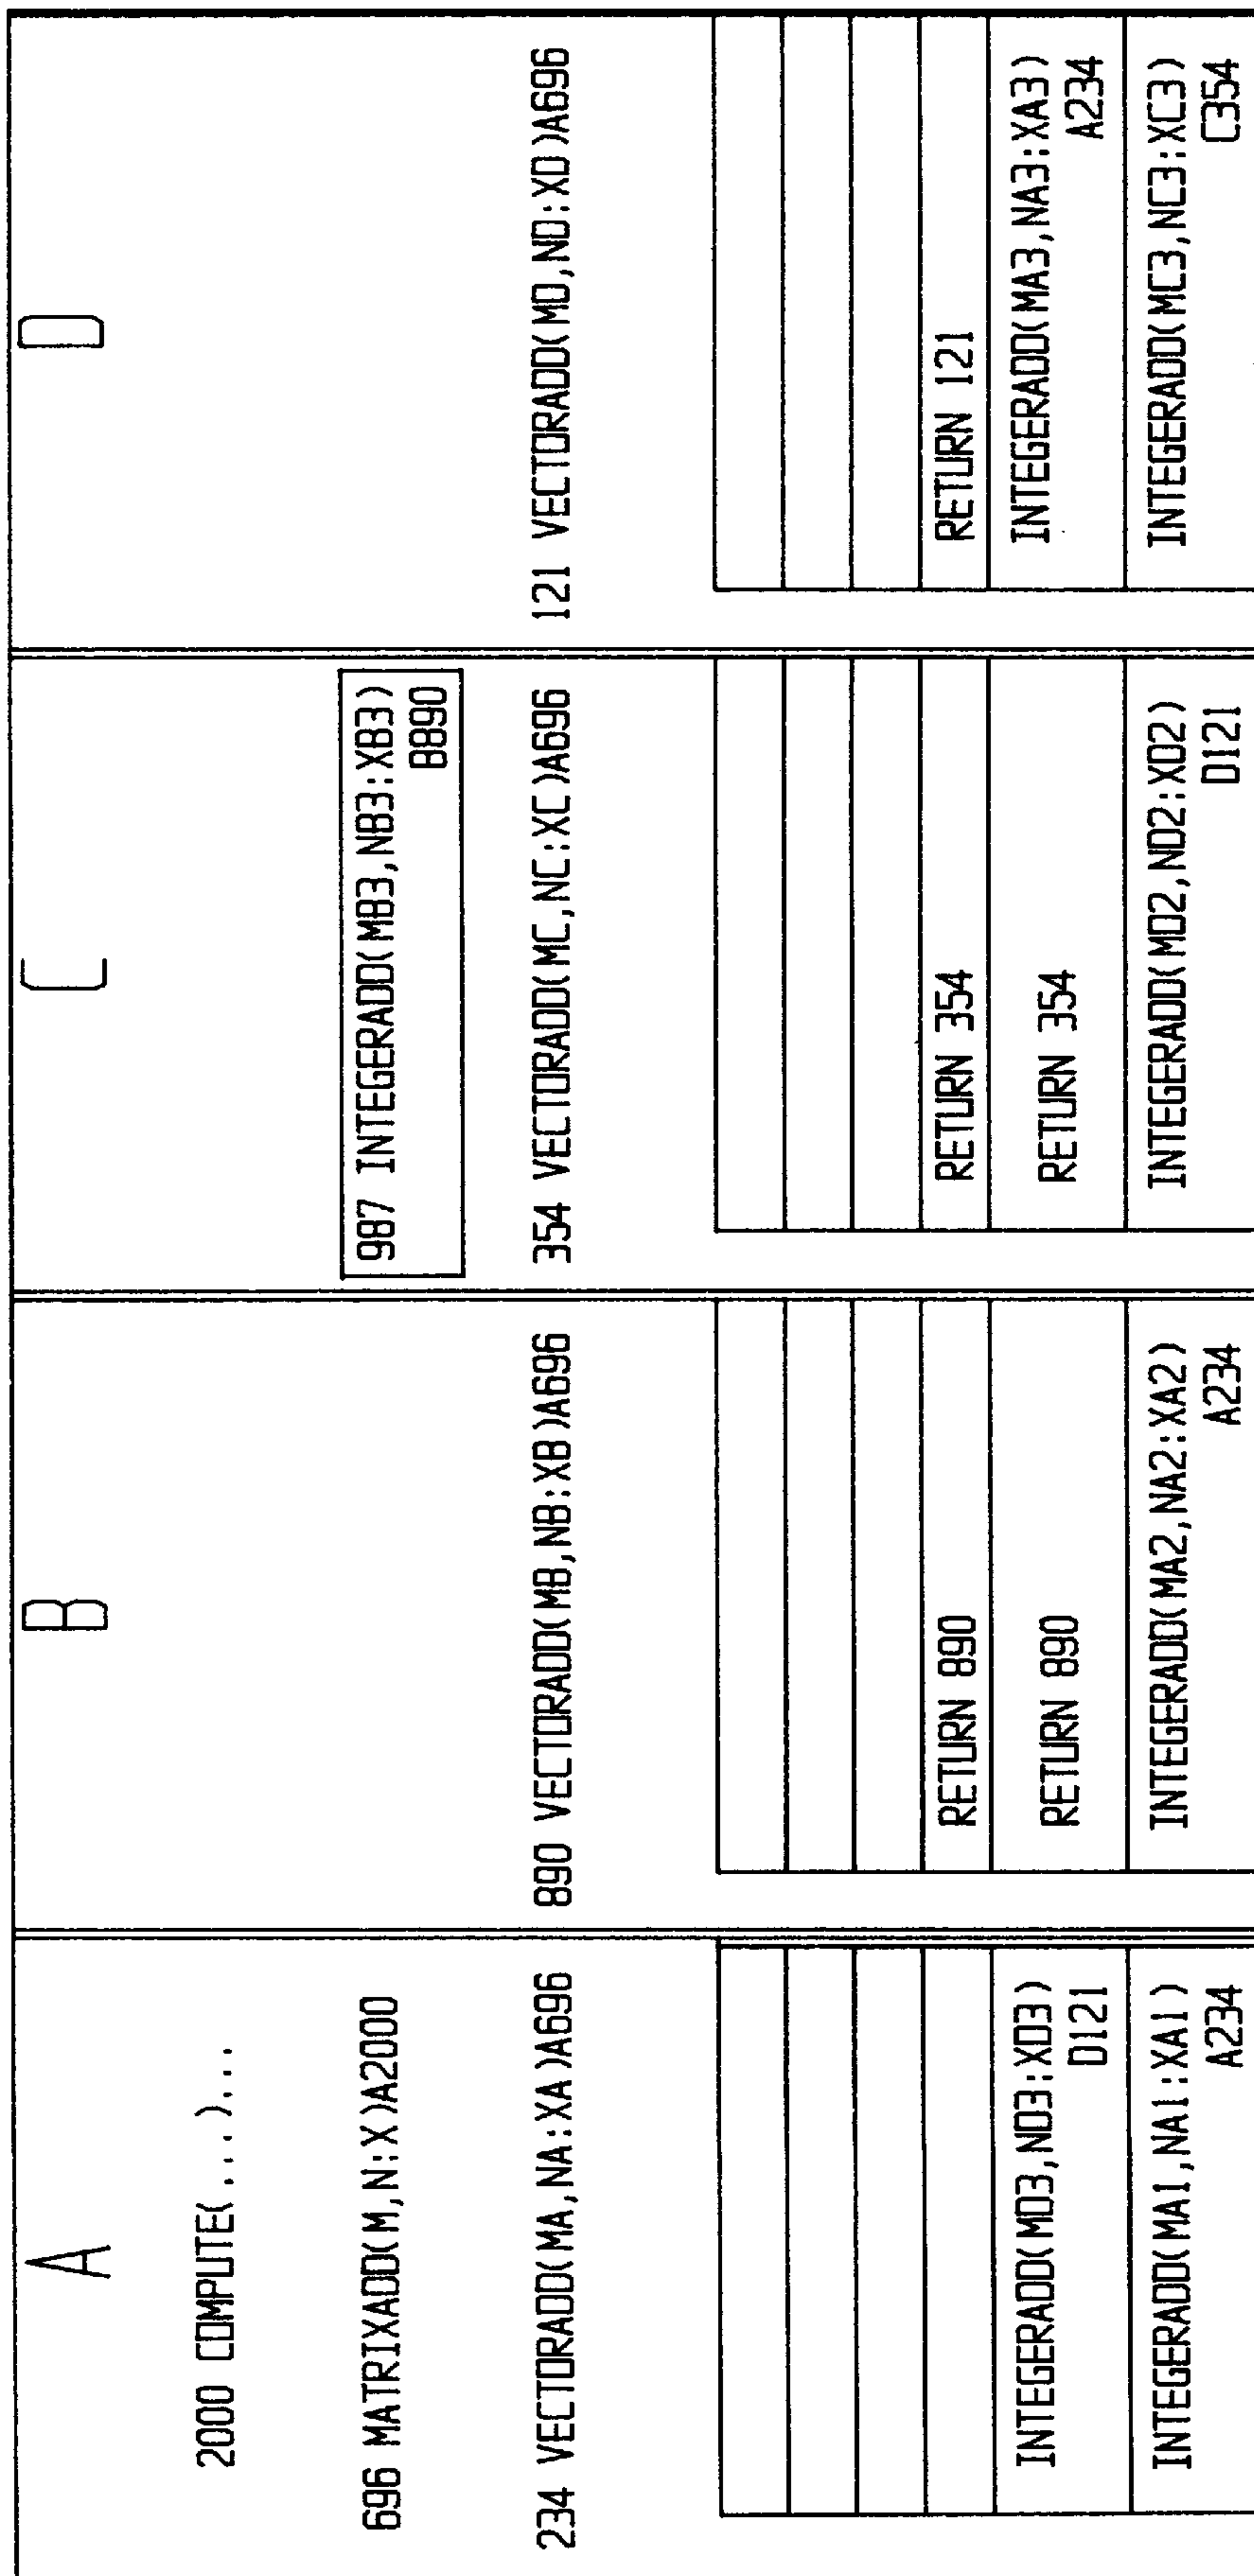 A
2000 COMPUTE(...)...
696 MATRIXADD(M,N:X)A2000
234 VECTORADD(MA,NA:XA)A696
INTEGERADD(MD3,ND3:XD3)
D121
INTEGERADD(MA1,NA1:XA1)
A234
B
890 VECTORADD(MB,NB:XB)A696
RETURN 890
RETURN 890
INTEGERADD(MA2,NA2:XA2)
A234
C
987 INTEGERADD(MB3,NB3:XB3)
B890
354 VECTORADD(MC,NC:XC)A696
RETURN 354
RETURN 354
INTEGERADD(MD2,ND2:XD2)
D121
D
121 VECTORADD(MD,ND:XD)A696
RETURN 121
INTEGERADD(MA3,NA3:XA3)
A234
INTEGERADD(MC3,NC3:XC3)
C354